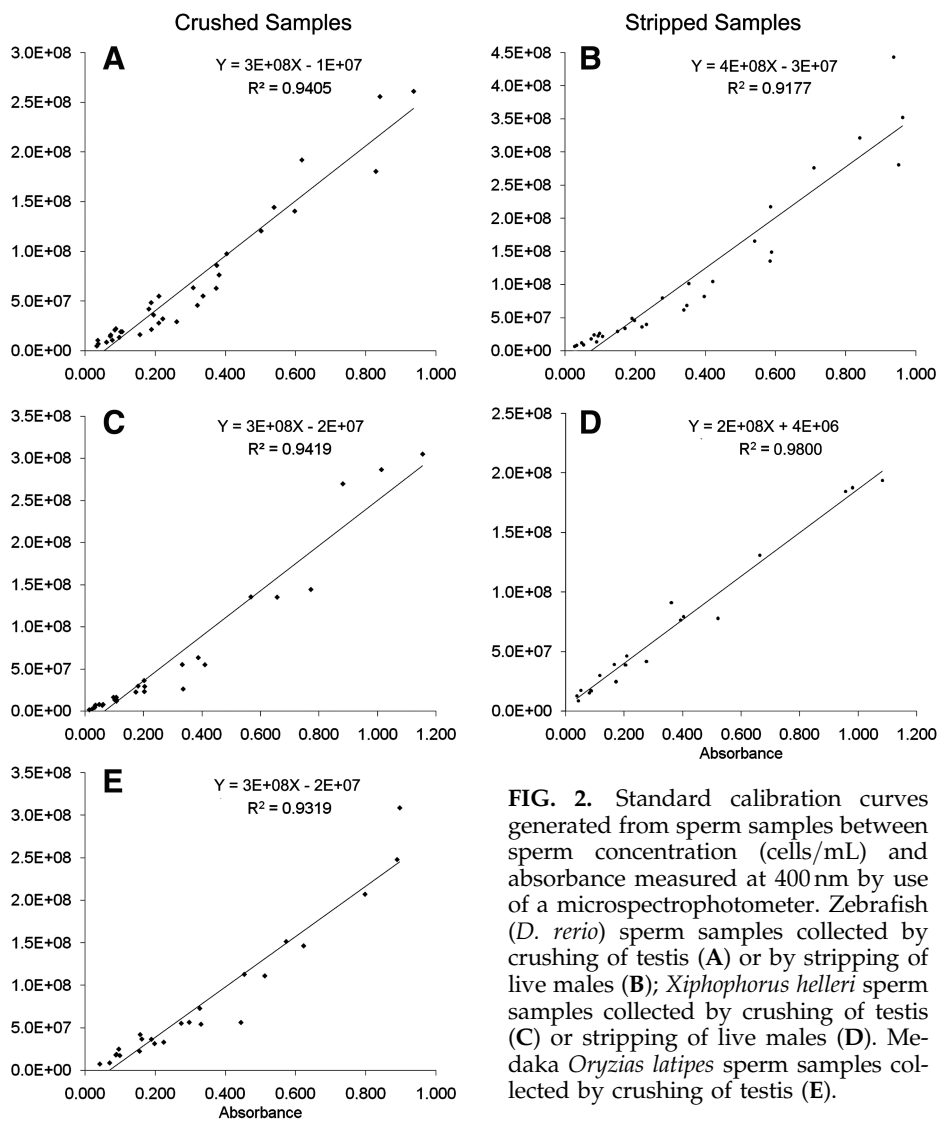 Crushed Samples
Stripped Samples
A
Y = 3E+08X - 1E+07
R² = 0.9405
3.0E+08
2.5E+08
2.0E+08
1.5E+08
1.0E+08
5.0E+07
0.0E+00
0.000 0.200 0.400 0.600 0.800 1.000
B
Y = 4E+08X - 3E+07
R² = 0.9177
4.5E+08
4.0E+08
3.5E+08
3.0E+08
2.5E+08
2.0E+08
1.5E+08
1.0E+08
5.0E+07
0.0E+00
0.000 0.200 0.400 0.600 0.800 1.000
C
Y = 3E+08X - 2E+07
R² = 0.9419
3.5E+08
3.0E+08
2.5E+08
2.0E+08
1.5E+08
1.0E+08
5.0E+07
0.0E+00
0.000 0.200 0.400 0.600 0.800 1.000 1.200
D
Y = 2E+08X + 4E+06
R² = 0.9800
2.5E+08
2.0E+08
1.5E+08
1.0E+08
5.0E+07
0.0E+00
0.000 0.200 0.400 0.600 0.800 1.000 1.200
Absorbance
E
Y = 3E+08X - 2E+07
R² = 0.9319
3.5E+08
3.0E+08
2.5E+08
2.0E+08
1.5E+08
1.0E+08
5.0E+07
0.0E+00
0.000 0.200 0.400 0.600 0.800 1.000
Absorbance
FIG. 2. Standard calibration curves
generated from sperm samples between
sperm concentration (cells/mL) and
absorbance measured at 400 nm by use
of a microspectrophotometer. Zebrafish
(D. rerio) sperm samples collected by
crushing of testis (A) or by stripping of
live males (B); Xiphophorus helleri sperm
samples collected by crushing of testis
(C) or stripping of live males (D). Me-
daka Oryzias latipes sperm samples col-
lected by crushing of testis (E).